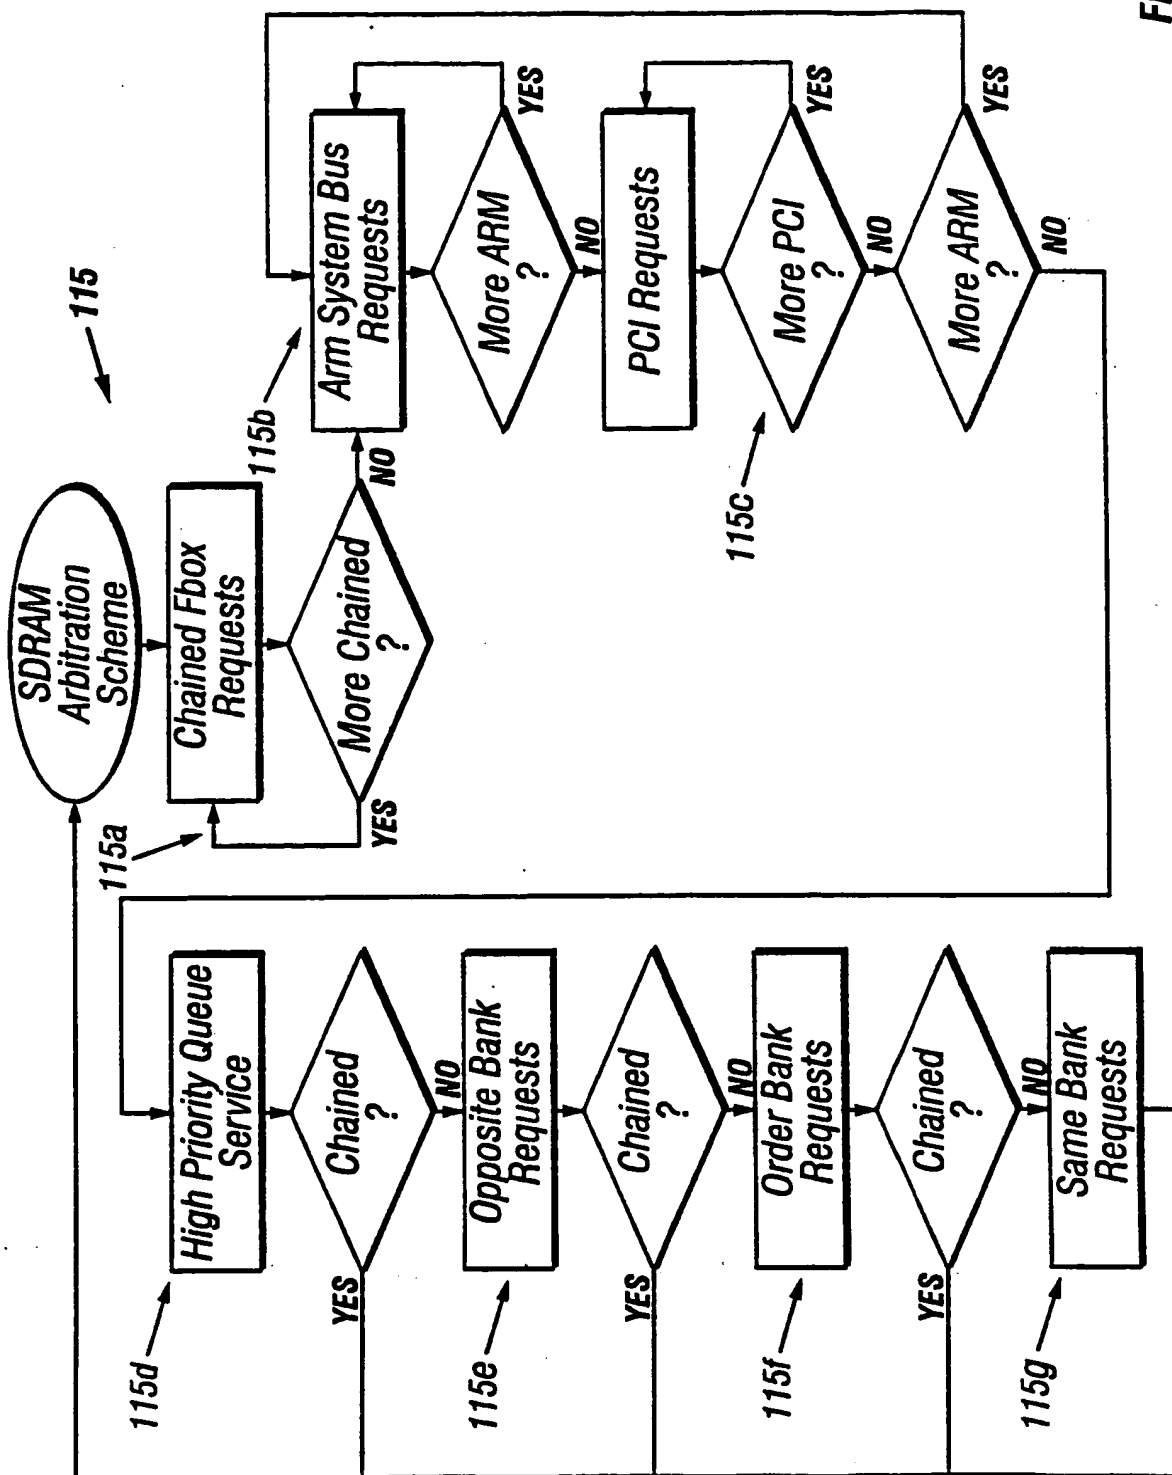 SDRAM
Arbitration
Scheme
115
115a
Chained Fbox
Requests
More Chained
?
YES
NO
115b
Arm System Bus
Requests
More ARM
?
YES
NO
PCI Requests
115c
More PCI
?
YES
NO
More ARM
?
YES
NO
115d
High Priority Queue
Service
Chained
?
YES
NO
115e
Opposite Bank
Requests
Chained
?
YES
NO
115f
Order Bank
Requests
Chained
?
YES
NO
115g
Same Bank
Requests